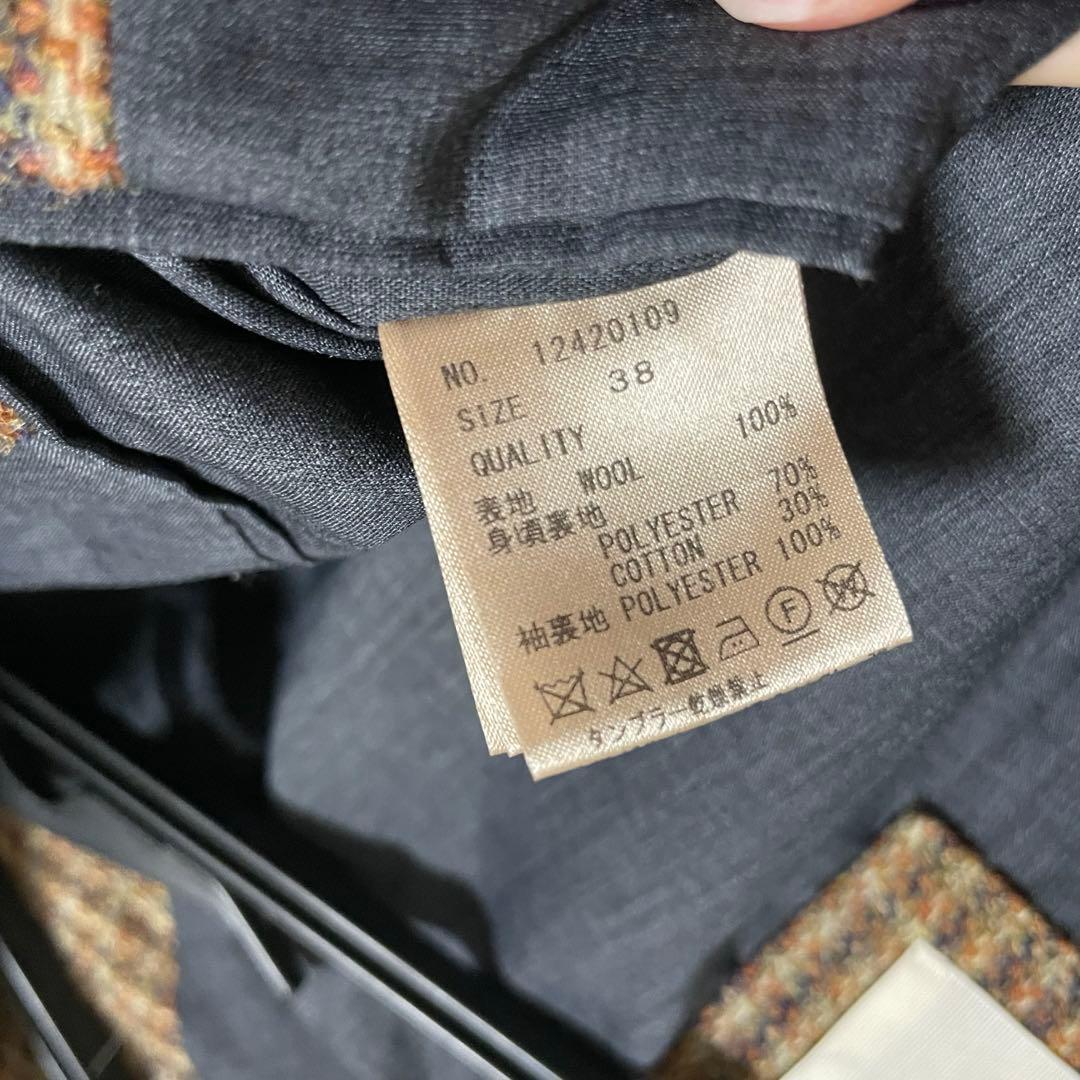 NO. 12420109
SIZE 38
QUALITY
表地 WOOL 100%
身頃裏地 POLYESTER 70%
COTTON 30%
袖裏地 POLYESTER 100%
F W
タンブラー乾燥禁止